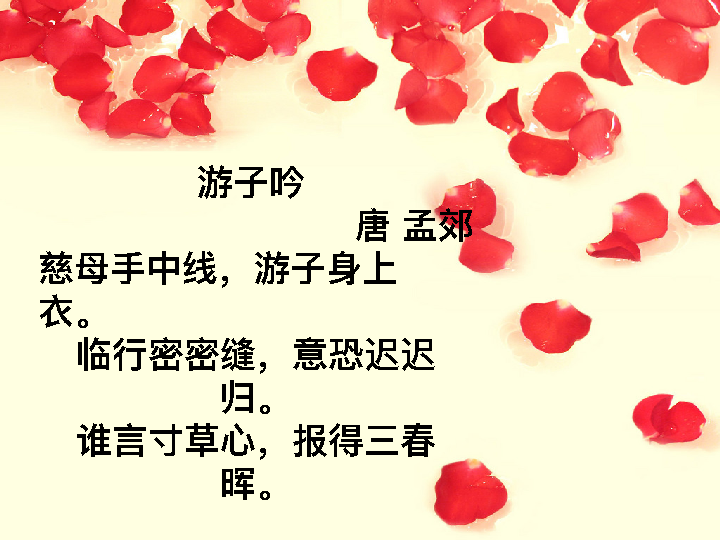 游子吟
唐 孟郊
慈母手中线，游子身上
衣。
临行密密缝，意恐迟迟
归。
谁言寸草心，报得三春
晖。